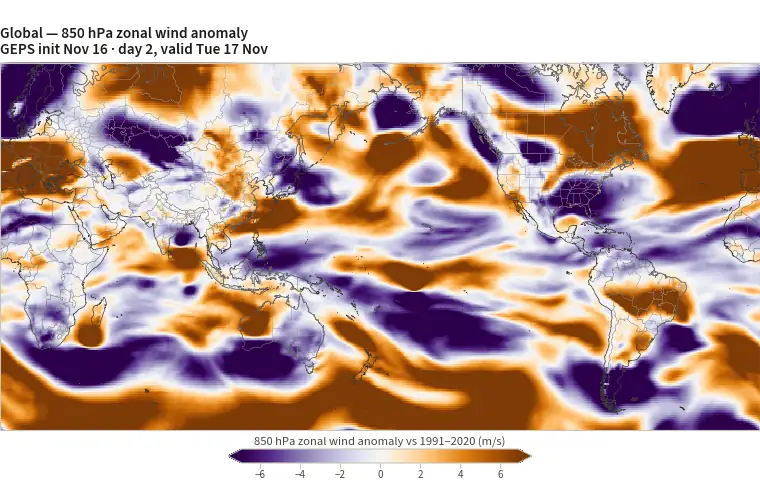 Global — 850 hPa zonal wind anomaly
GEPS init Nov 16 · day 2, valid Tue 17 Nov
850 hPa zonal wind anomaly vs 1991–2020 (m/s)
−6 −4 −2 0 2 4 6